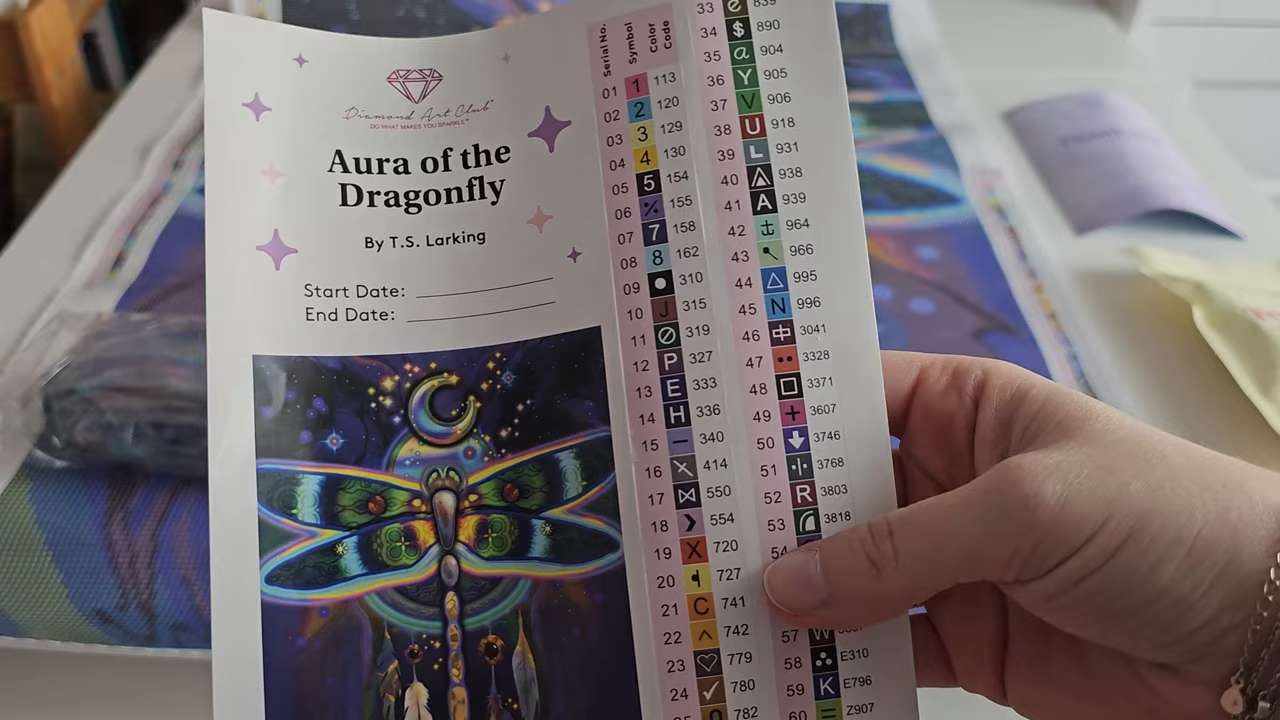 Diamond Art Club®
DO WHAT MAKES YOU SPARKLE®
Aura of the
Dragonfly
By T.S. Larking
Start Date:
End Date:
Serial No. Symbol Color Code
01 1 113
02 2 120
03 3 129
04 4 130
05 5 154
06 ⁒ 155
07 7 158
08 8 162
09 ● 310
10 J 315
11 ⊘ 319
12 P 327
13 E 333
14 H 336
15 − 340
16 414
17 ⋈ 550
18 ❯ 554
19 X 720
20 727
21 C 741
22 ^ 742
23 ♡ 779
24 ✓ 780
782
33 839
34 $ 890
35 a 904
36 Y 905
37 V 906
38 U 918
39 L 931
40 938
41 A 939
42 964
43 966
44 △ 995
45 N 996
46 中 3041
47 •• 3328
48 □ 3371
49 + 3607
50 ⬇ 3746
51 3768
52 R 3803
53 3818
54
57 W
58 ∴ E310
59 K E796
60 = Z907